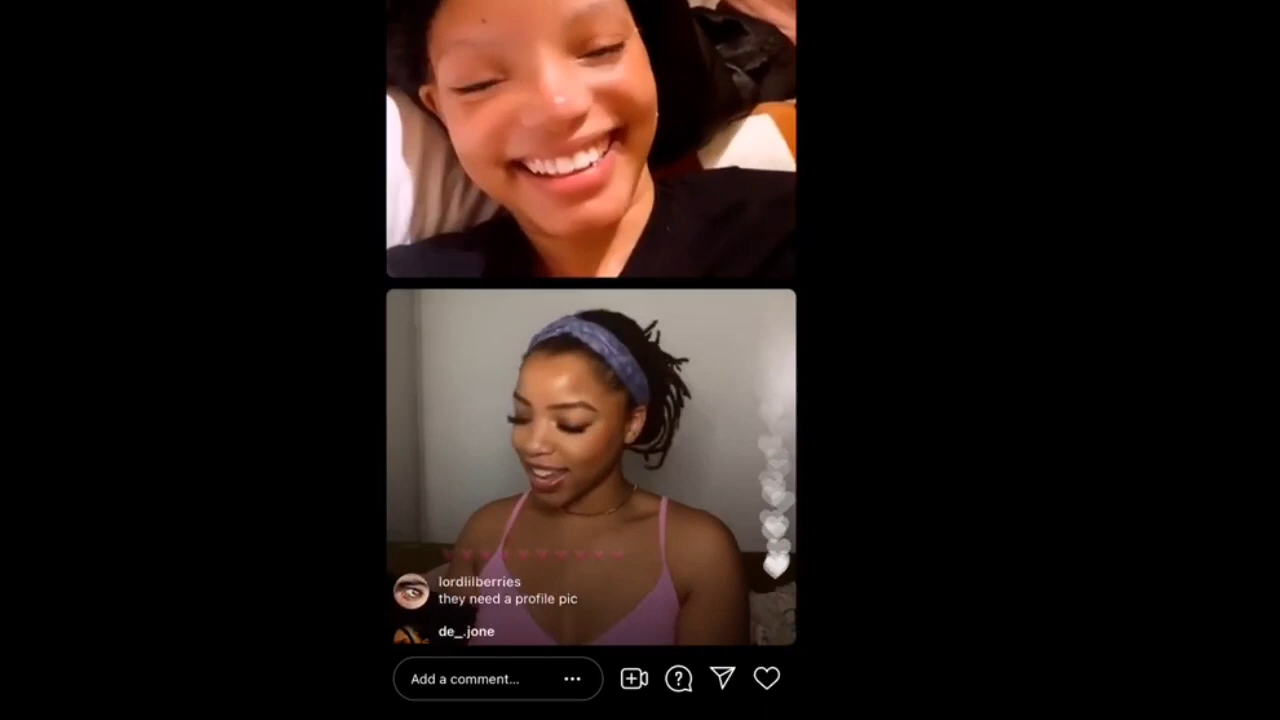 lordlilberries
they need a profile pic
de_.jone
Add a comment...